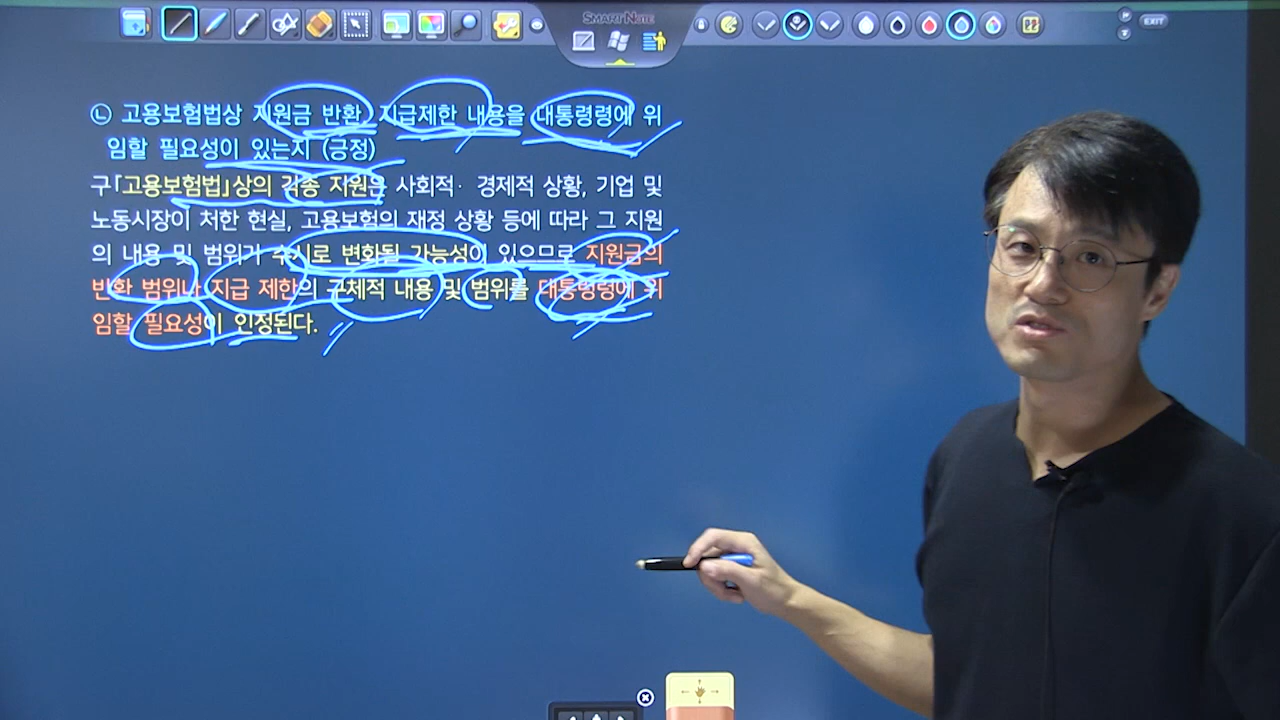 SMARTNOTE
EXIT
㉡ 고용보험법상 지원금 반환, 지급제한 내용을 대통령령에 위
임할 필요성이 있는지 (긍정)
구「고용보험법」상의 각종 지원은 사회적· 경제적 상황, 기업 및
노동시장이 처한 현실, 고용보험의 재정 상황 등에 따라 그 지원
의 내용 및 범위가 수시로 변화될 가능성이 있으므로 지원금의
반환 범위나 지급 제한의 구체적 내용 및 범위를 대통령령에 위
임할 필요성이 인정된다.